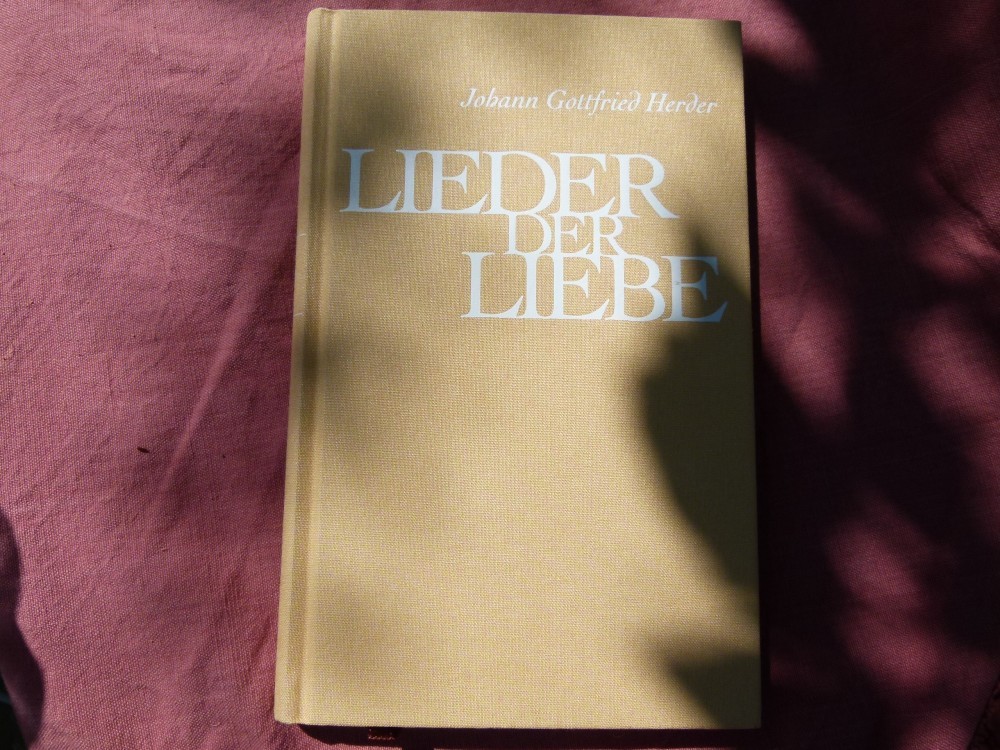 Johann Gottfried Herder
LIEDER
DER
LIEBE